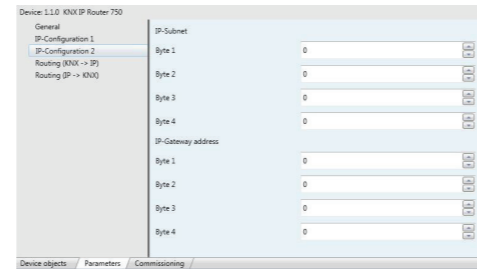 Device: 1.1.0 KNX IP Router 750
General
IP-Configuration 1
IP-Configuration 2
Routing (KNX -> IP)
Routing (IP -> KNX)
IP-Subnet
Byte 1 0
Byte 2 0
Byte 3 0
Byte 4 0
IP-Gateway address
Byte 1 0
Byte 2 0
Byte 3 0
Byte 4 0
Device objects / Parameters / Commissioning /